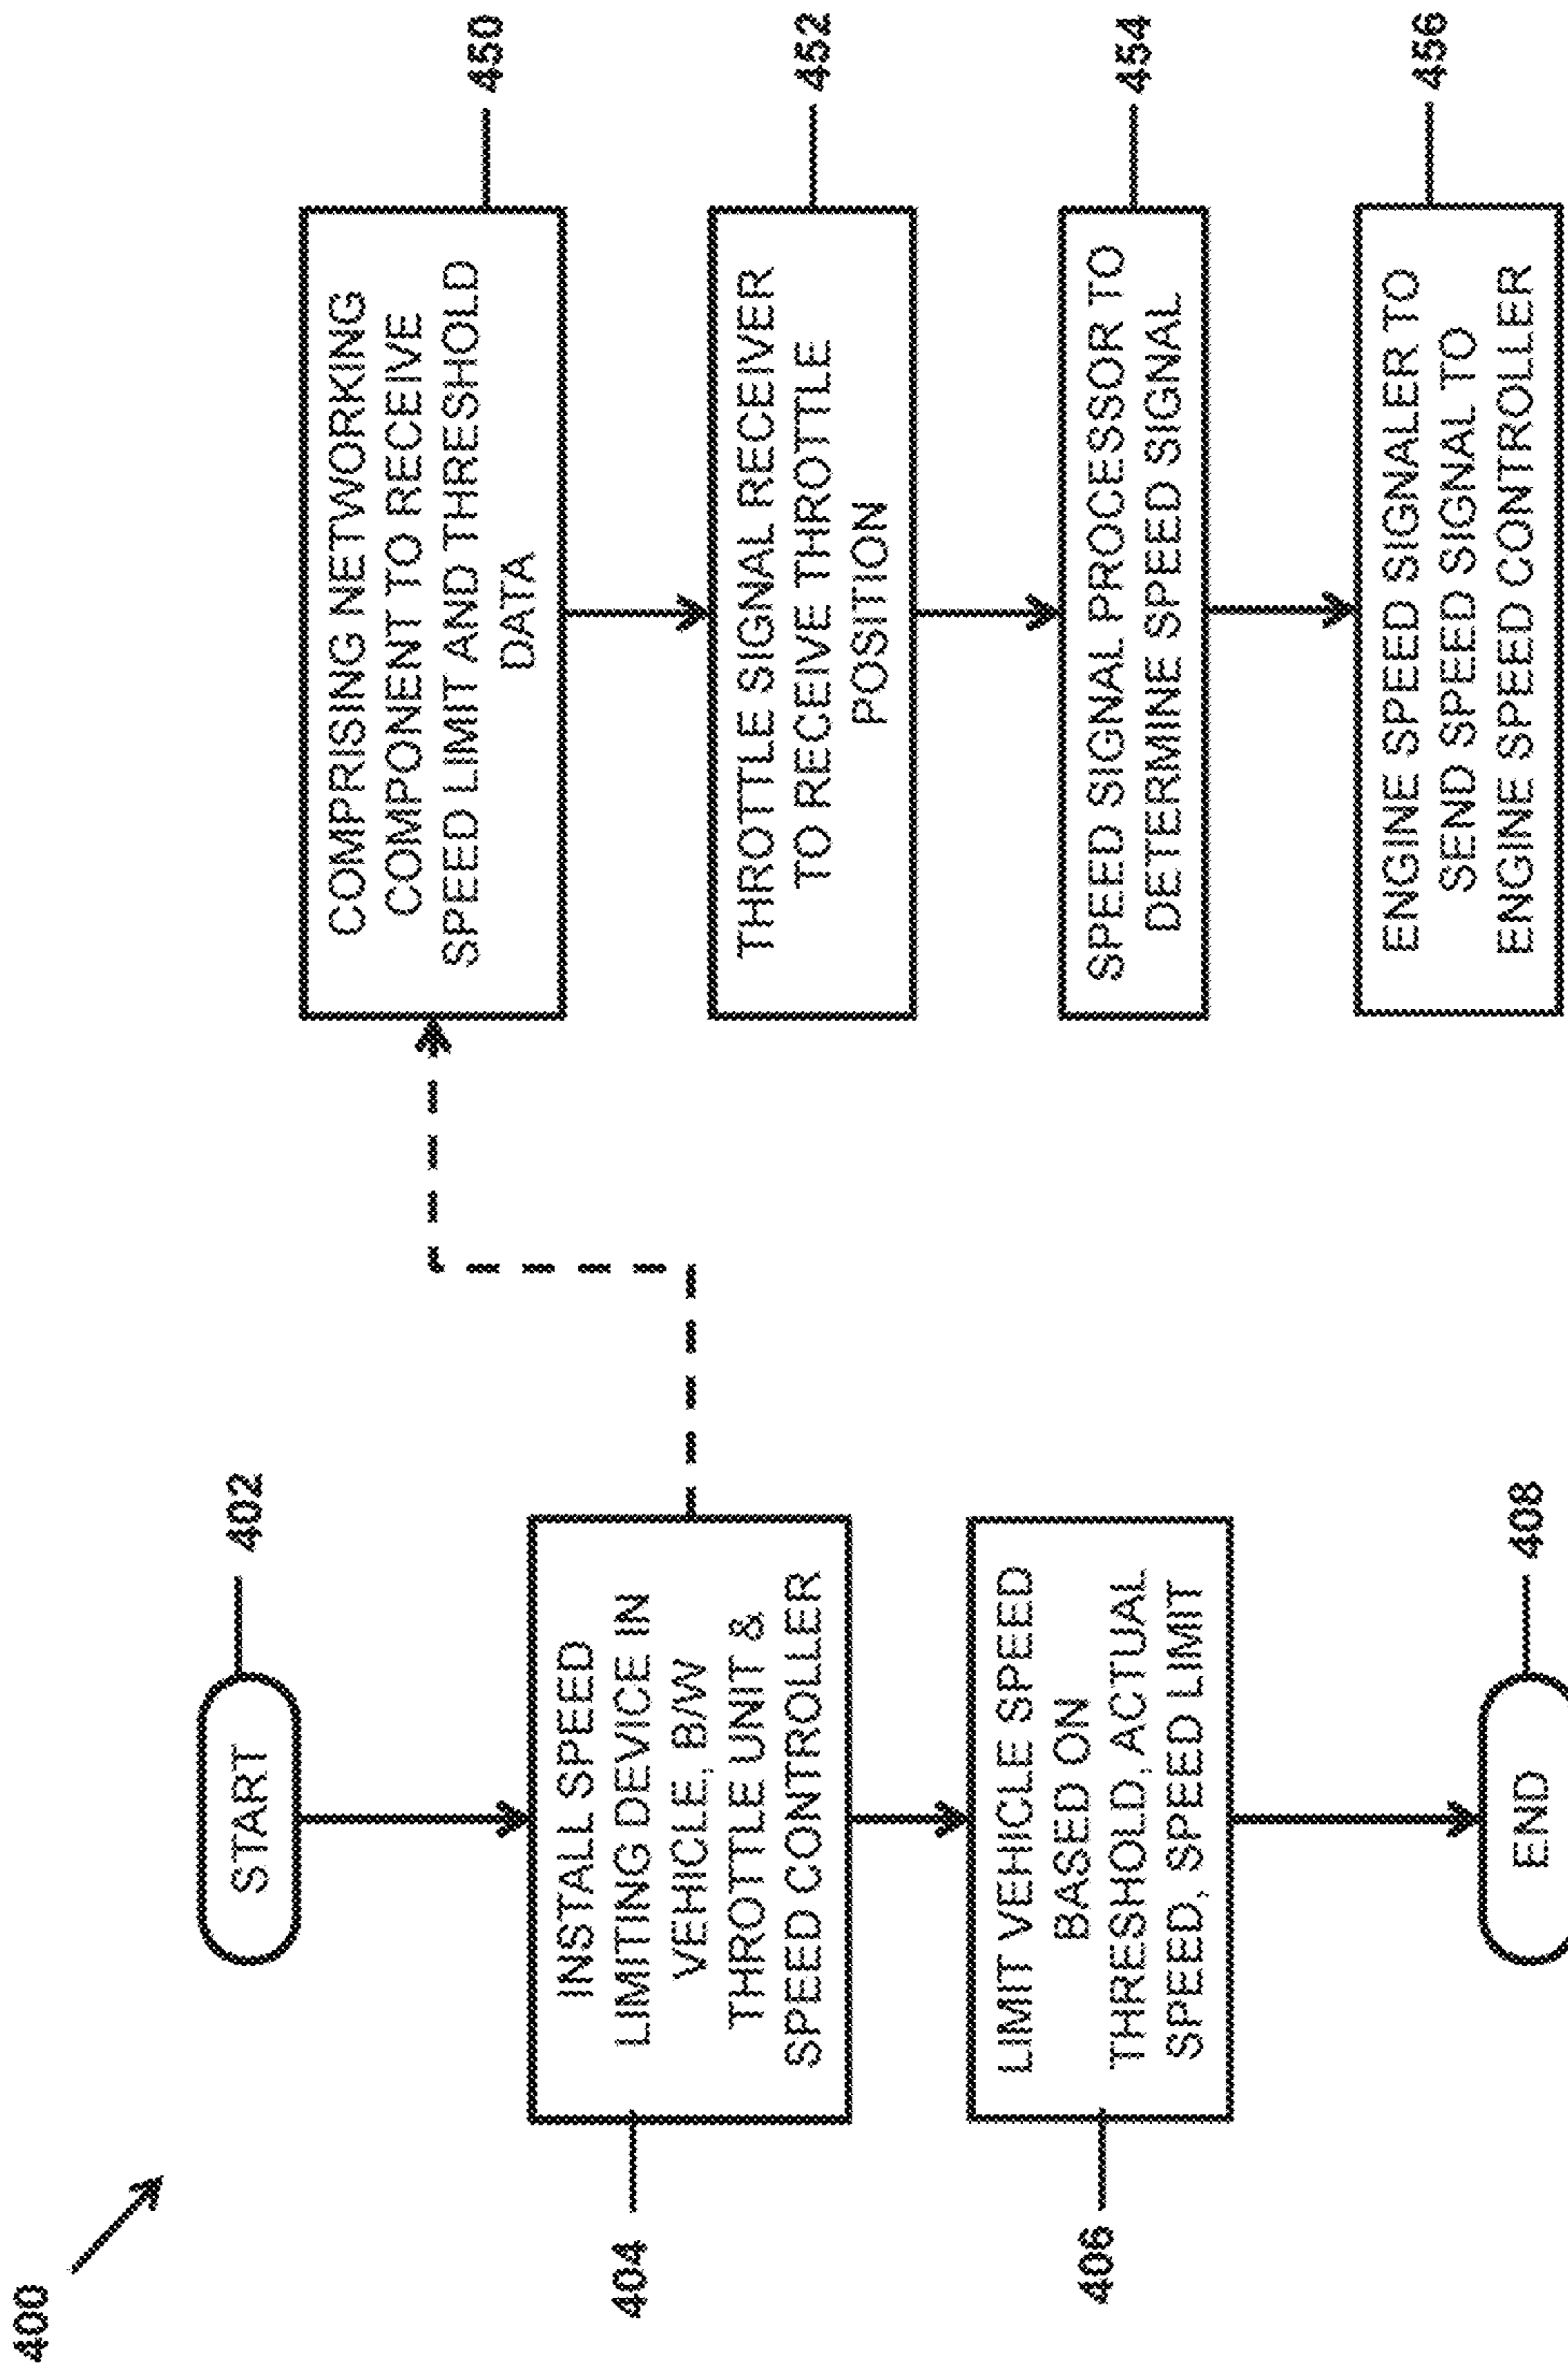 400
START
402
INSTALL SPEED
LIMITING DEVICE IN
VEHICLE, B/W
THROTTLE UNIT &
SPEED CONTROLLER
404
LIMIT VEHICLE SPEED
BASED ON
THRESHOLD, ACTUAL
SPEED, SPEED LIMIT
406
END
408
COMPRISING NETWORKING
COMPONENT TO RECEIVE
SPEED LIMIT AND THRESHOLD
DATA
450
THROTTLE SIGNAL RECEIVER
TO RECEIVE THROTTLE
POSITION
452
SPEED SIGNAL PROCESSOR TO
DETERMINE SPEED SIGNAL
454
ENGINE SPEED SIGNALER TO
SEND SPEED SIGNAL TO
ENGINE SPEED CONTROLLER
456